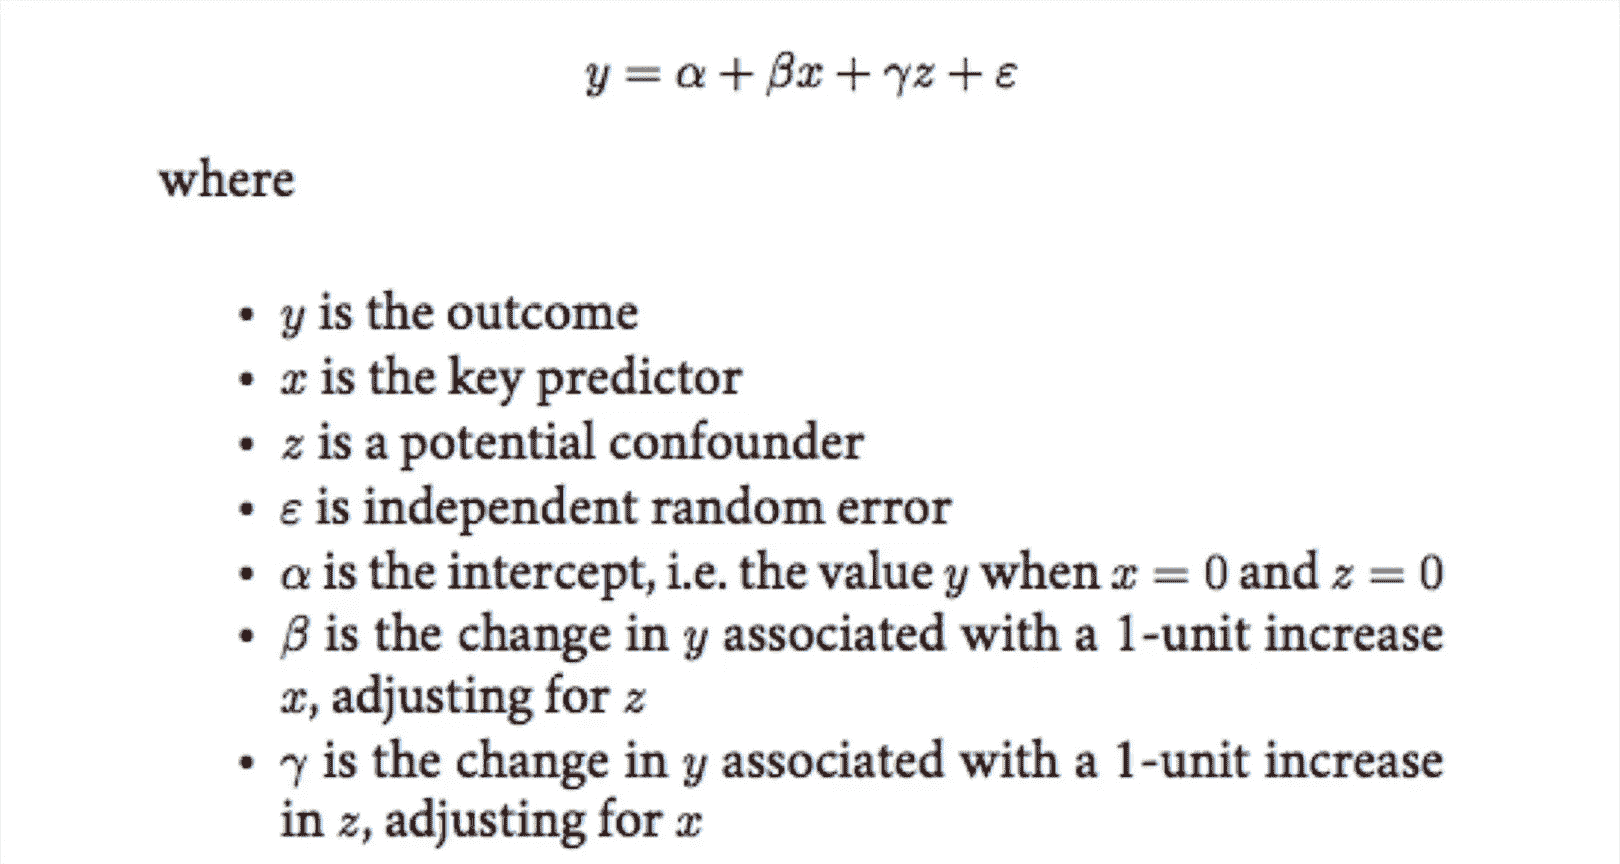 y = α + βx + γz + ε
where
• y is the outcome
• x is the key predictor
• z is a potential confounder
• ε is independent random error
• α is the intercept, i.e. the value y when x = 0 and z = 0
• β is the change in y associated with a 1-unit increase
x, adjusting for z
• γ is the change in y associated with a 1-unit increase
in z, adjusting for x